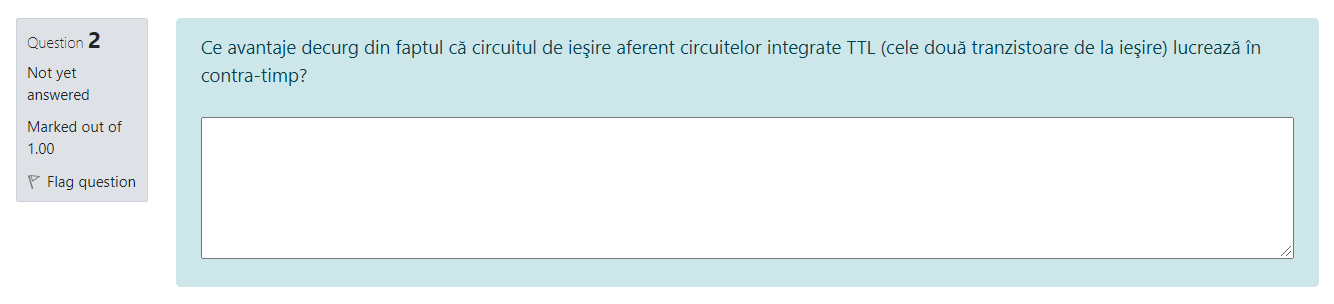 Question 2
Not yet
answered
Marked out of
1.00
Flag question
Ce avantaje decurg din faptul că circuitul de ieşire aferent circuitelor integrate TTL (cele două tranzistoare de la ieşire) lucrează în
contra-timp?